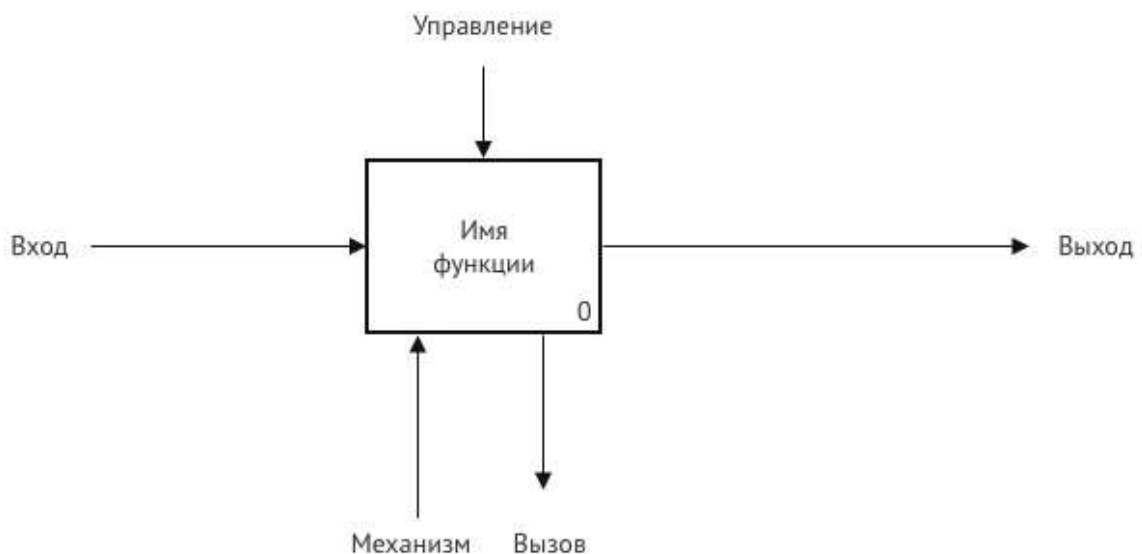 Управление
Вход
Имя
функции
Выход
0
Механизм
Вызов